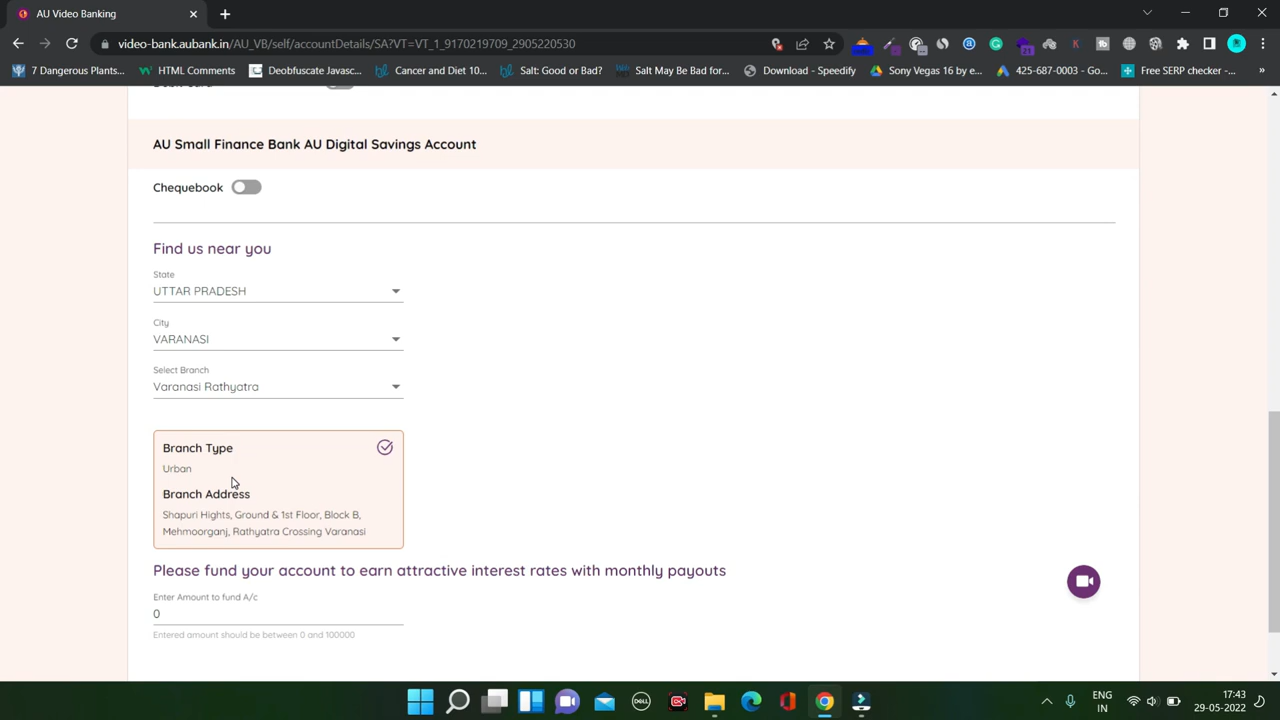 AU Video Banking
video-bank.aubank.in/AU_VB/self/accountDetails/SA?VT=VT_1_9170219709_2905220530
21
7 Dangerous Plants...
HTML Comments
Deobfuscate Javasc...
Cancer and Diet 10...
Salt: Good or Bad?
Salt May Be Bad for...
Download - Speedify
Sony Vegas 16 by e...
425-687-0003 - Go...
Free SERP checker -...
»
AU Small Finance Bank AU Digital Savings Account
Chequebook
Find us near you
State
UTTAR PRADESH
City
VARANASI
Select Branch
Varanasi Rathyatra
Branch Type
Urban
Branch Address
Shapuri Hights, Ground & 1st Floor, Block B,
Mehmoorganj, Rathyatra Crossing Varanasi
Please fund your account to earn attractive interest rates with monthly payouts
Enter Amount to fund A/c
0
Entered amount should be between 0 and 100000
DELL
ENG
IN
17:43
29-05-2022